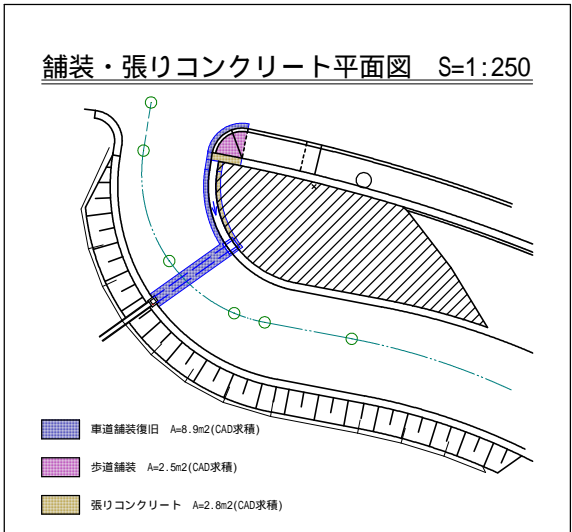 舗装・張りコンクリート平面図 S=1:250
車道舗装復旧 A=8.9m2(CAD求積)
歩道舗装 A=2.5m2(CAD求積)
張りコンクリート A=2.8m2(CAD求積)